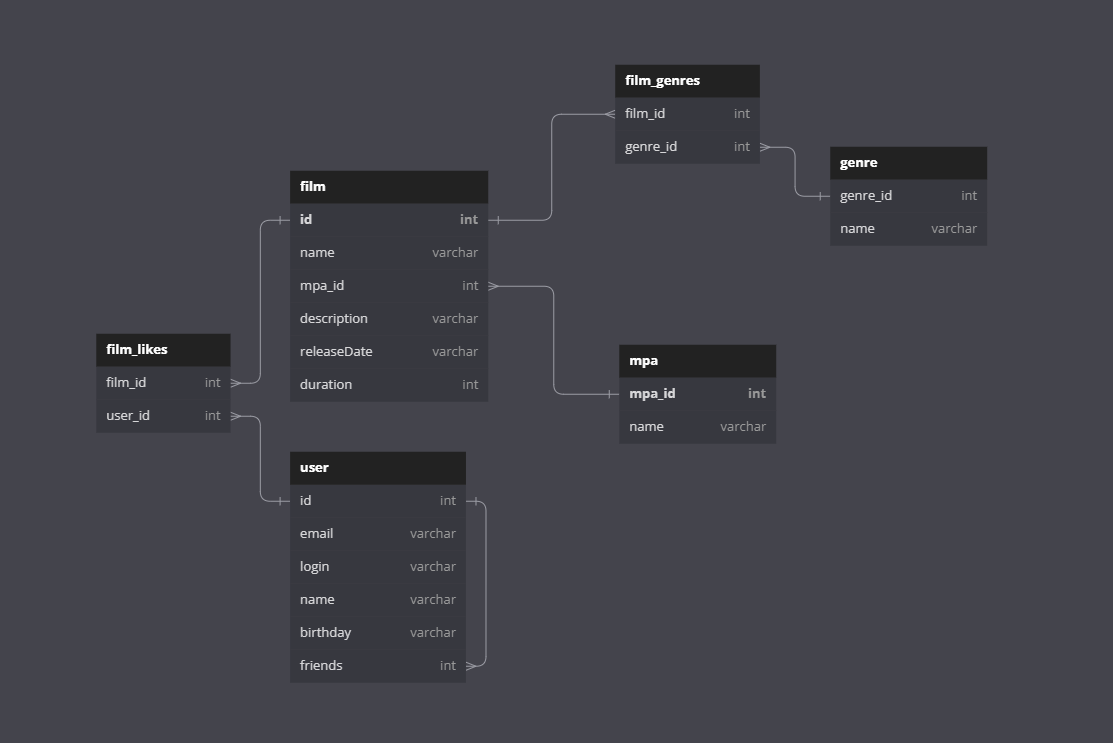 film_genres
film_id int
genre_id int
genre
genre_id int
name varchar
film
id int
name varchar
mpa_id int
description varchar
releaseDate varchar
duration int
film_likes
film_id int
user_id int
mpa
mpa_id int
name varchar
user
id int
email varchar
login varchar
name varchar
birthday varchar
friends int